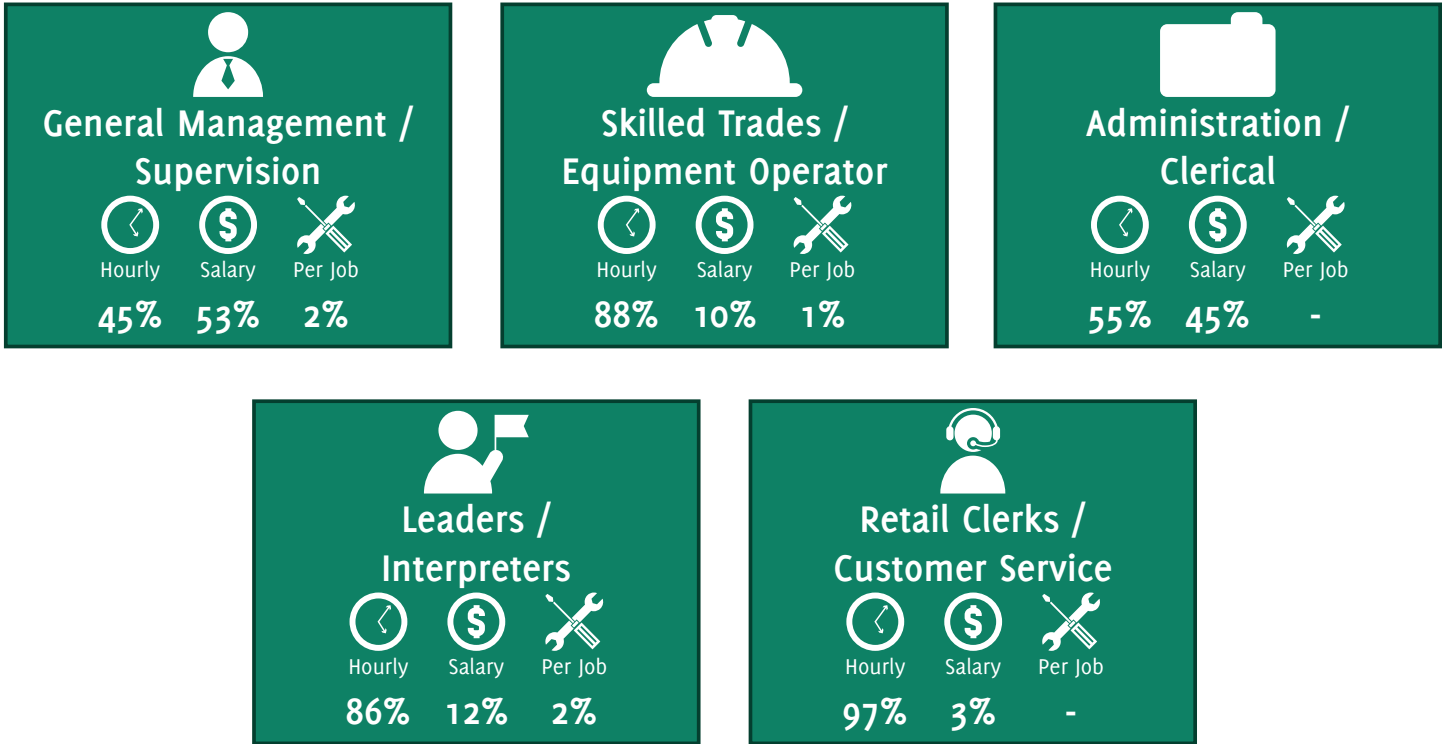 General Management /
Supervision
Hourly Salary Per Job
45% 53% 2%
Skilled Trades /
Equipment Operator
Hourly Salary Per Job
88% 10% 1%
Administration /
Clerical
Hourly Salary Per Job
55% 45% -
Leaders /
Interpreters
Hourly Salary Per Job
86% 12% 2%
Retail Clerks /
Customer Service
Hourly Salary Per Job
97% 3% -